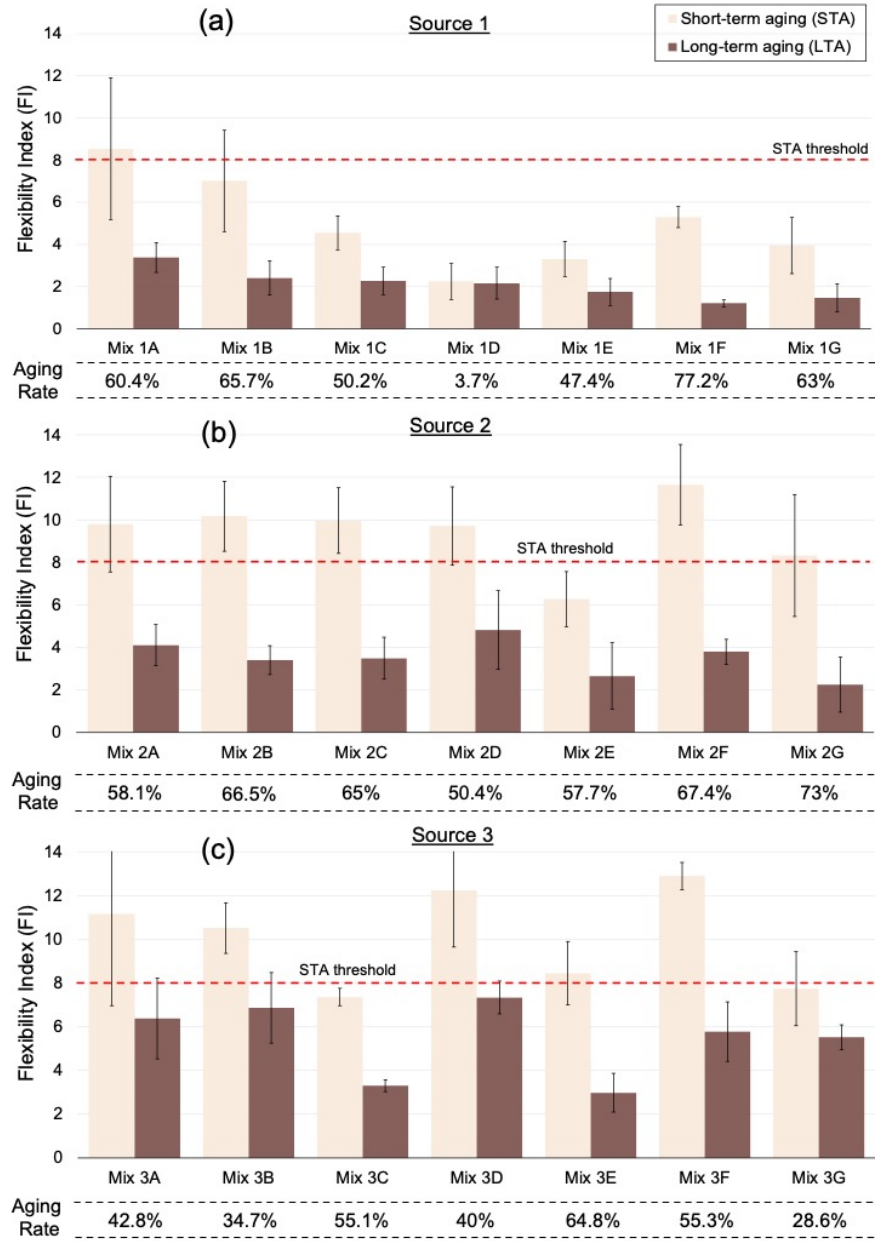 (a)
Source 1
Short-term aging (STA)
Long-term aging (LTA)
14
12
10
8
6
4
2
0
Flexibility Index (FI)
STA threshold
Mix 1A Mix 1B Mix 1C Mix 1D Mix 1E Mix 1F Mix 1G
Aging Rate
60.4% 65.7% 50.2% 3.7% 47.4% 77.2% 63%
(b)
Source 2
14
12
10
8
6
4
2
0
Flexibility Index (FI)
STA threshold
Mix 2A Mix 2B Mix 2C Mix 2D Mix 2E Mix 2F Mix 2G
Aging Rate
58.1% 66.5% 65% 50.4% 57.7% 67.4% 73%
(c)
Source 3
14
12
10
8
6
4
2
0
Flexibility Index (FI)
STA threshold
Mix 3A Mix 3B Mix 3C Mix 3D Mix 3E Mix 3F Mix 3G
Aging Rate
42.8% 34.7% 55.1% 40% 64.8% 55.3% 28.6%